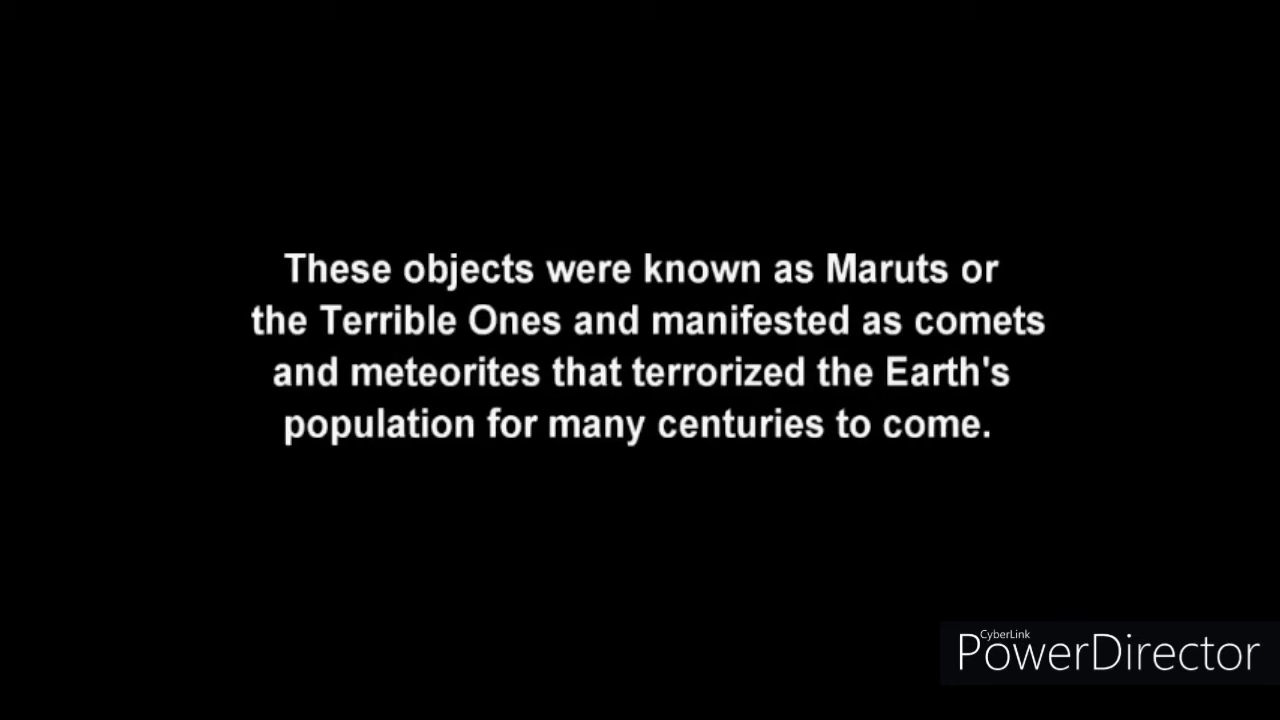 These objects were known as Maruts or
the Terrible Ones and manifested as comets
and meteorites that terrorized the Earth's
population for many centuries to come.
CyberLink
PowerDirector